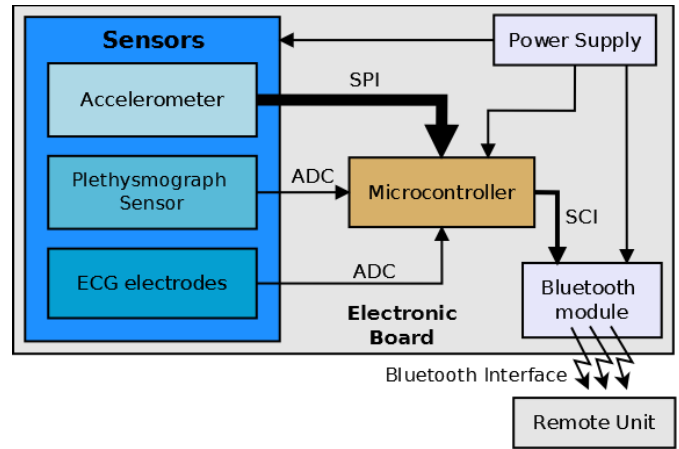 Sensors
Power Supply
Accelerometer
SPI
Plethysmograph
Sensor
ADC
Microcontroller
SCI
ECG electrodes
ADC
Electronic
Board
Bluetooth
module
Bluetooth Interface
Remote Unit